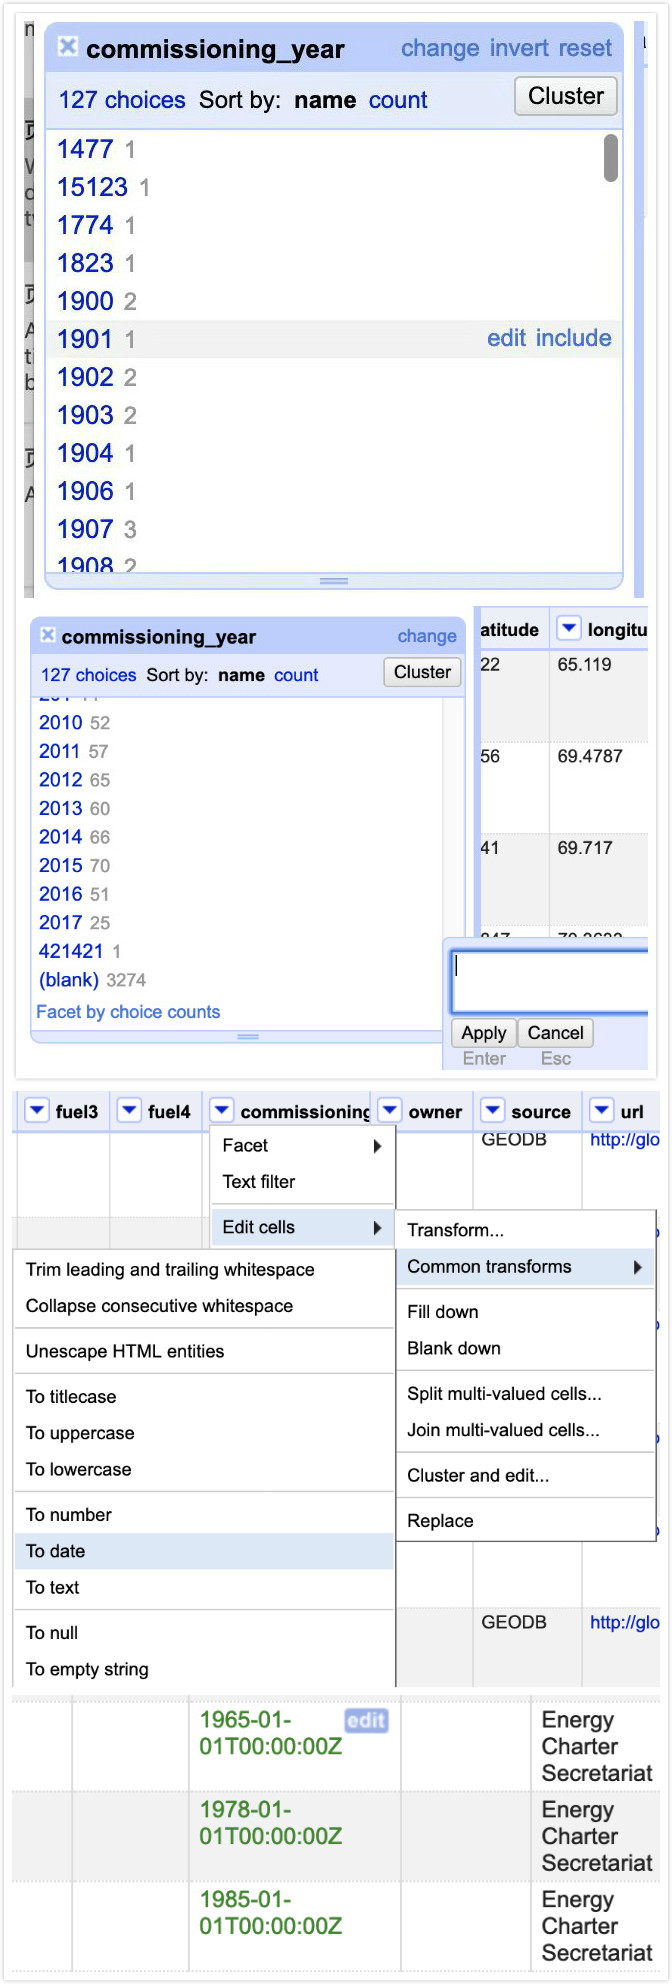 commissioning_year change invert reset
127 choices Sort by: name count Cluster
1477 1
15123 1
1774 1
1823 1
1900 2
1901 1 edit include
1902 2
1903 2
1904 1
1906 1
1907 3
1908 2
commissioning_year change
127 choices Sort by: name count Cluster
2010 52
2011 57
2012 65
2013 60
2014 66
2015 70
2016 51
2017 25
421421 1
(blank) 3274
Facet by choice counts
atitude longitu
22 65.119
56 69.4787
41 69.717
Apply Cancel
Enter Esc
fuel3 fuel4 commissioning owner source url
GEODB http://glo
Facet
Text filter
Edit cells
Transform...
Common transforms
Fill down
Blank down
Split multi-valued cells...
Join multi-valued cells...
Cluster and edit...
Replace
Trim leading and trailing whitespace
Collapse consecutive whitespace
Unescape HTML entities
To titlecase
To uppercase
To lowercase
To number
To date
To text
To null
To empty string
GEODB http://glo
1965-01- edit
01T00:00:00Z
Energy
Charter
Secretariat
1978-01-
01T00:00:00Z
Energy
Charter
Secretariat
1985-01-
01T00:00:00Z
Energy
Charter
Secretariat